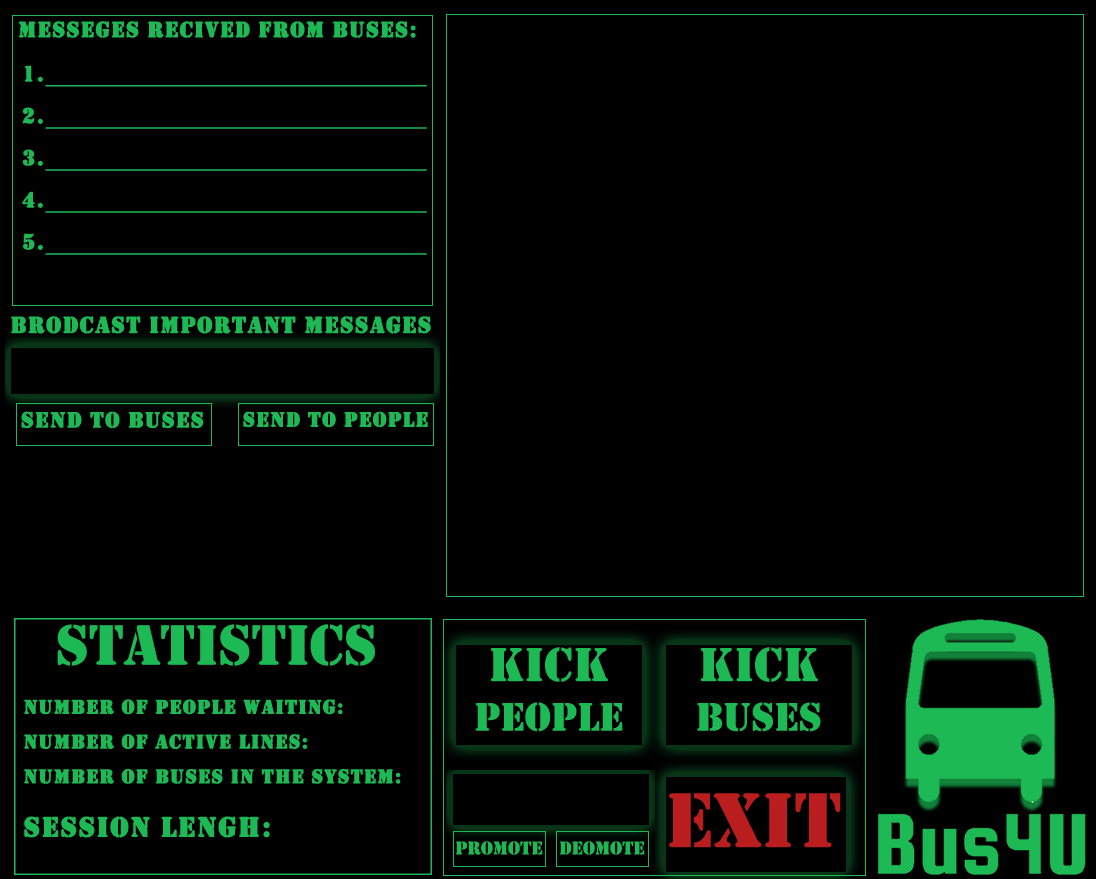 MESSEGES RECIVED FROM BUSES:
1.
2.
3.
4.
5.
BRODCAST IMPORTANT MESSAGES
SEND TO BUSES
SEND TO PEOPLE
STATISTICS
NUMBER OF PEOPLE WAITING:
NUMBER OF ACTIVE LINES:
NUMBER OF BUSES IN THE SYSTEM:
SESSION LENGH:
KICK
PEOPLE
KICK
BUSES
PROMOTE
DEOMOTE
EXIT
Bus4U